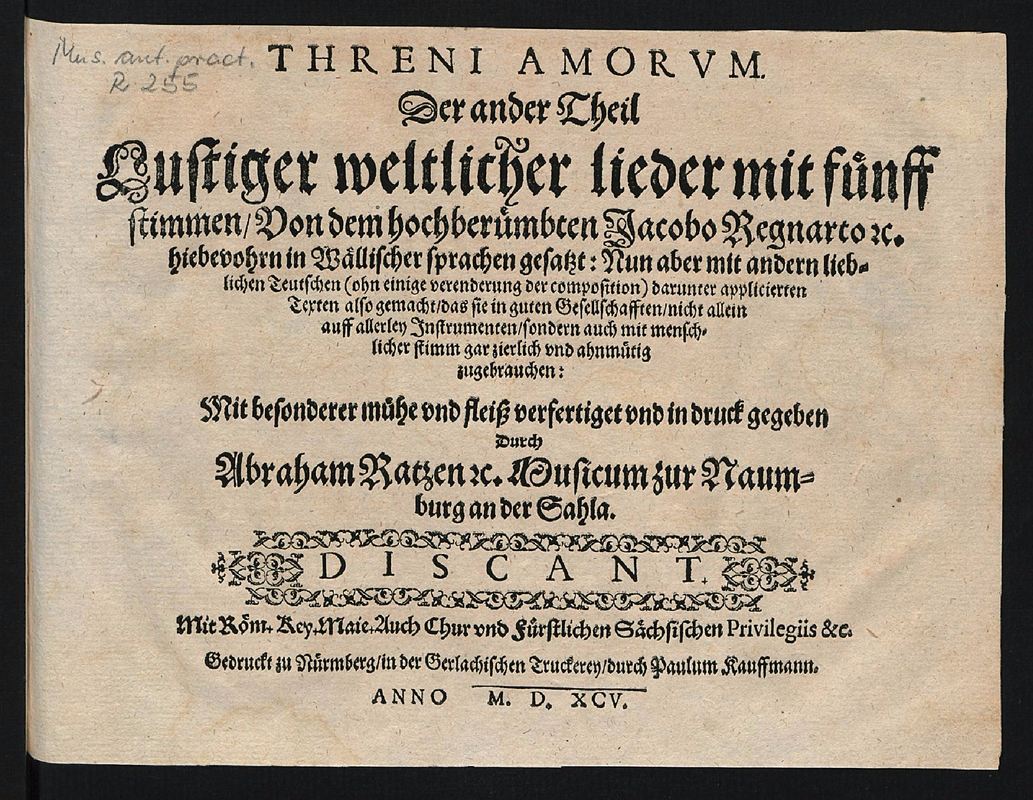 Mus. ant. pract.
R 255
THRENI AMORVM.
Der ander Theil
Lustiger weltlicher lieder mit fünff
stimmen/ Von dem hochberümbten Jacobo Regnarto ꝛc.
hiebevohrn in Wällischer sprachen gesatzt: Nun aber mit andern lieb-
lichen Teutschen (ohn einige verenderung der composition) darunter applicierten
Texten also gemacht/das sie in guten Gesellschafften/nicht allein
auff allerley Instrumenten/sondern auch mit mensch-
licher stimm gar zierlich vnd ahnmütig
zugebrauchen:
Mit besonderer mühe vnd fleiß verfertiget vnd in druck gegeben
Durch
Abraham Ratzen ꝛc. Musicum zur Naum-
burg an der Sahla.
DISCANT.
Mit Röm. Key. Maie. Auch Chur vnd Fürstlichen Sächsischen Privilegiis &c.
Gedruckt zu Nürmberg/in der Gerlachischen Truckerey/durch Paulum Kauffmann.
ANNO M. D. XCV.